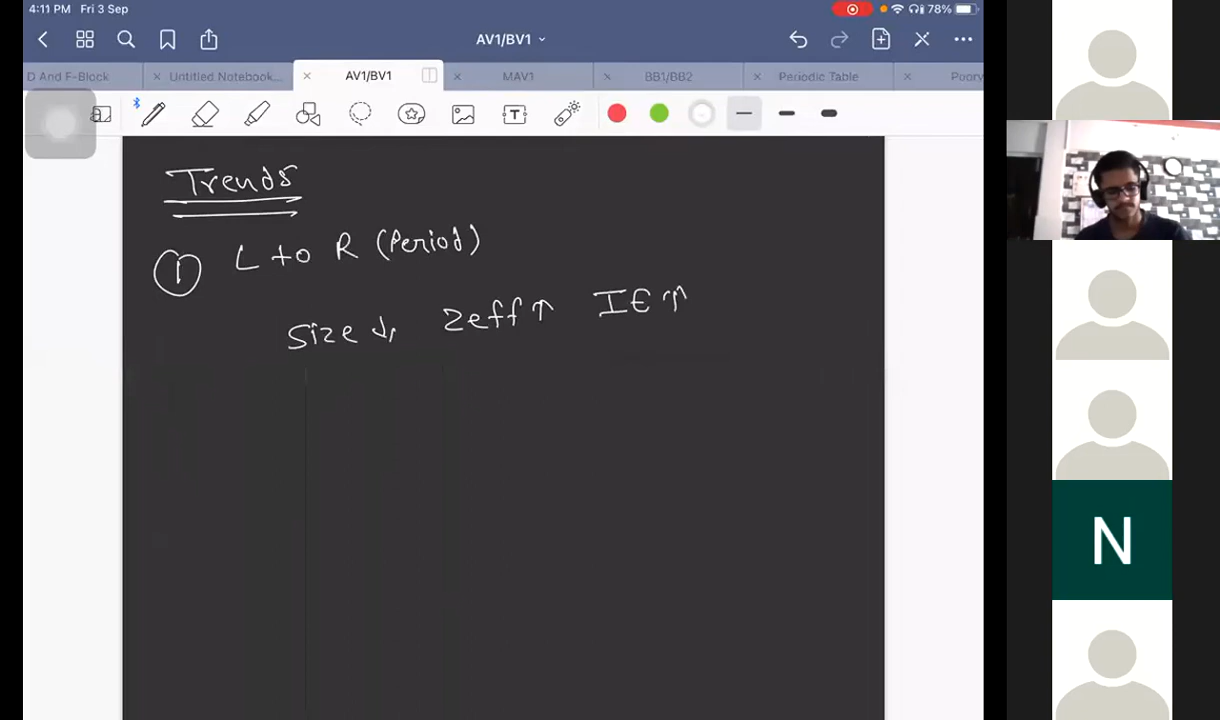 4:11 PM Fri 3 Sep
78%
AV1/BV1
D And F-Block
Untitled Notebook...
AV1/BV1
MAV1
BB1/BB2
Periodic Table
Poorv
T
Trends
1 L to R (Period)
Size ↓, Zeff ↑ IE ↑
N